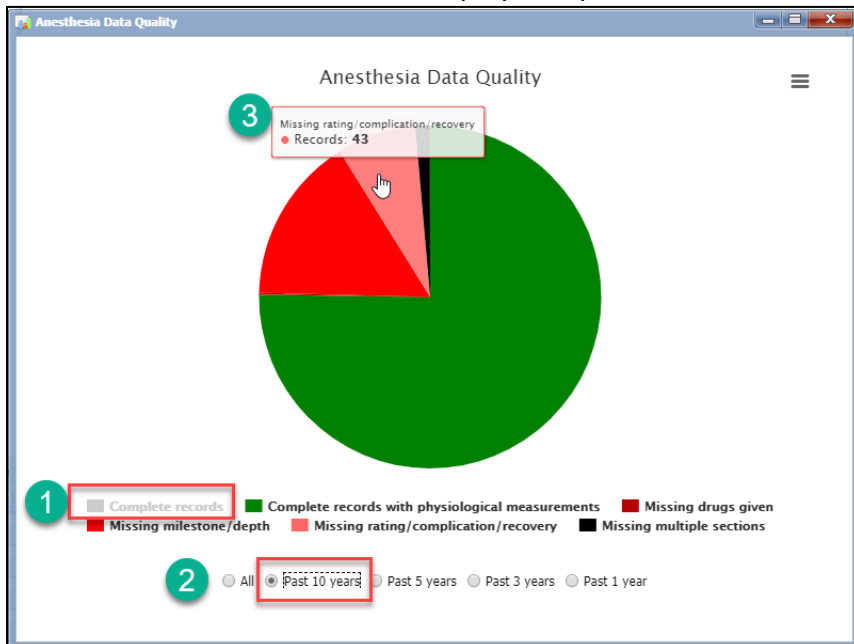 Anesthesia Data Quality
Anesthesia Data Quality
3
Missing rating/complication/recovery
Records: 43
1
Complete records Complete records with physiological measurements Missing drugs given
Missing milestone/depth Missing rating/complication/recovery Missing multiple sections
2
All Past 10 years Past 5 years Past 3 years Past 1 year